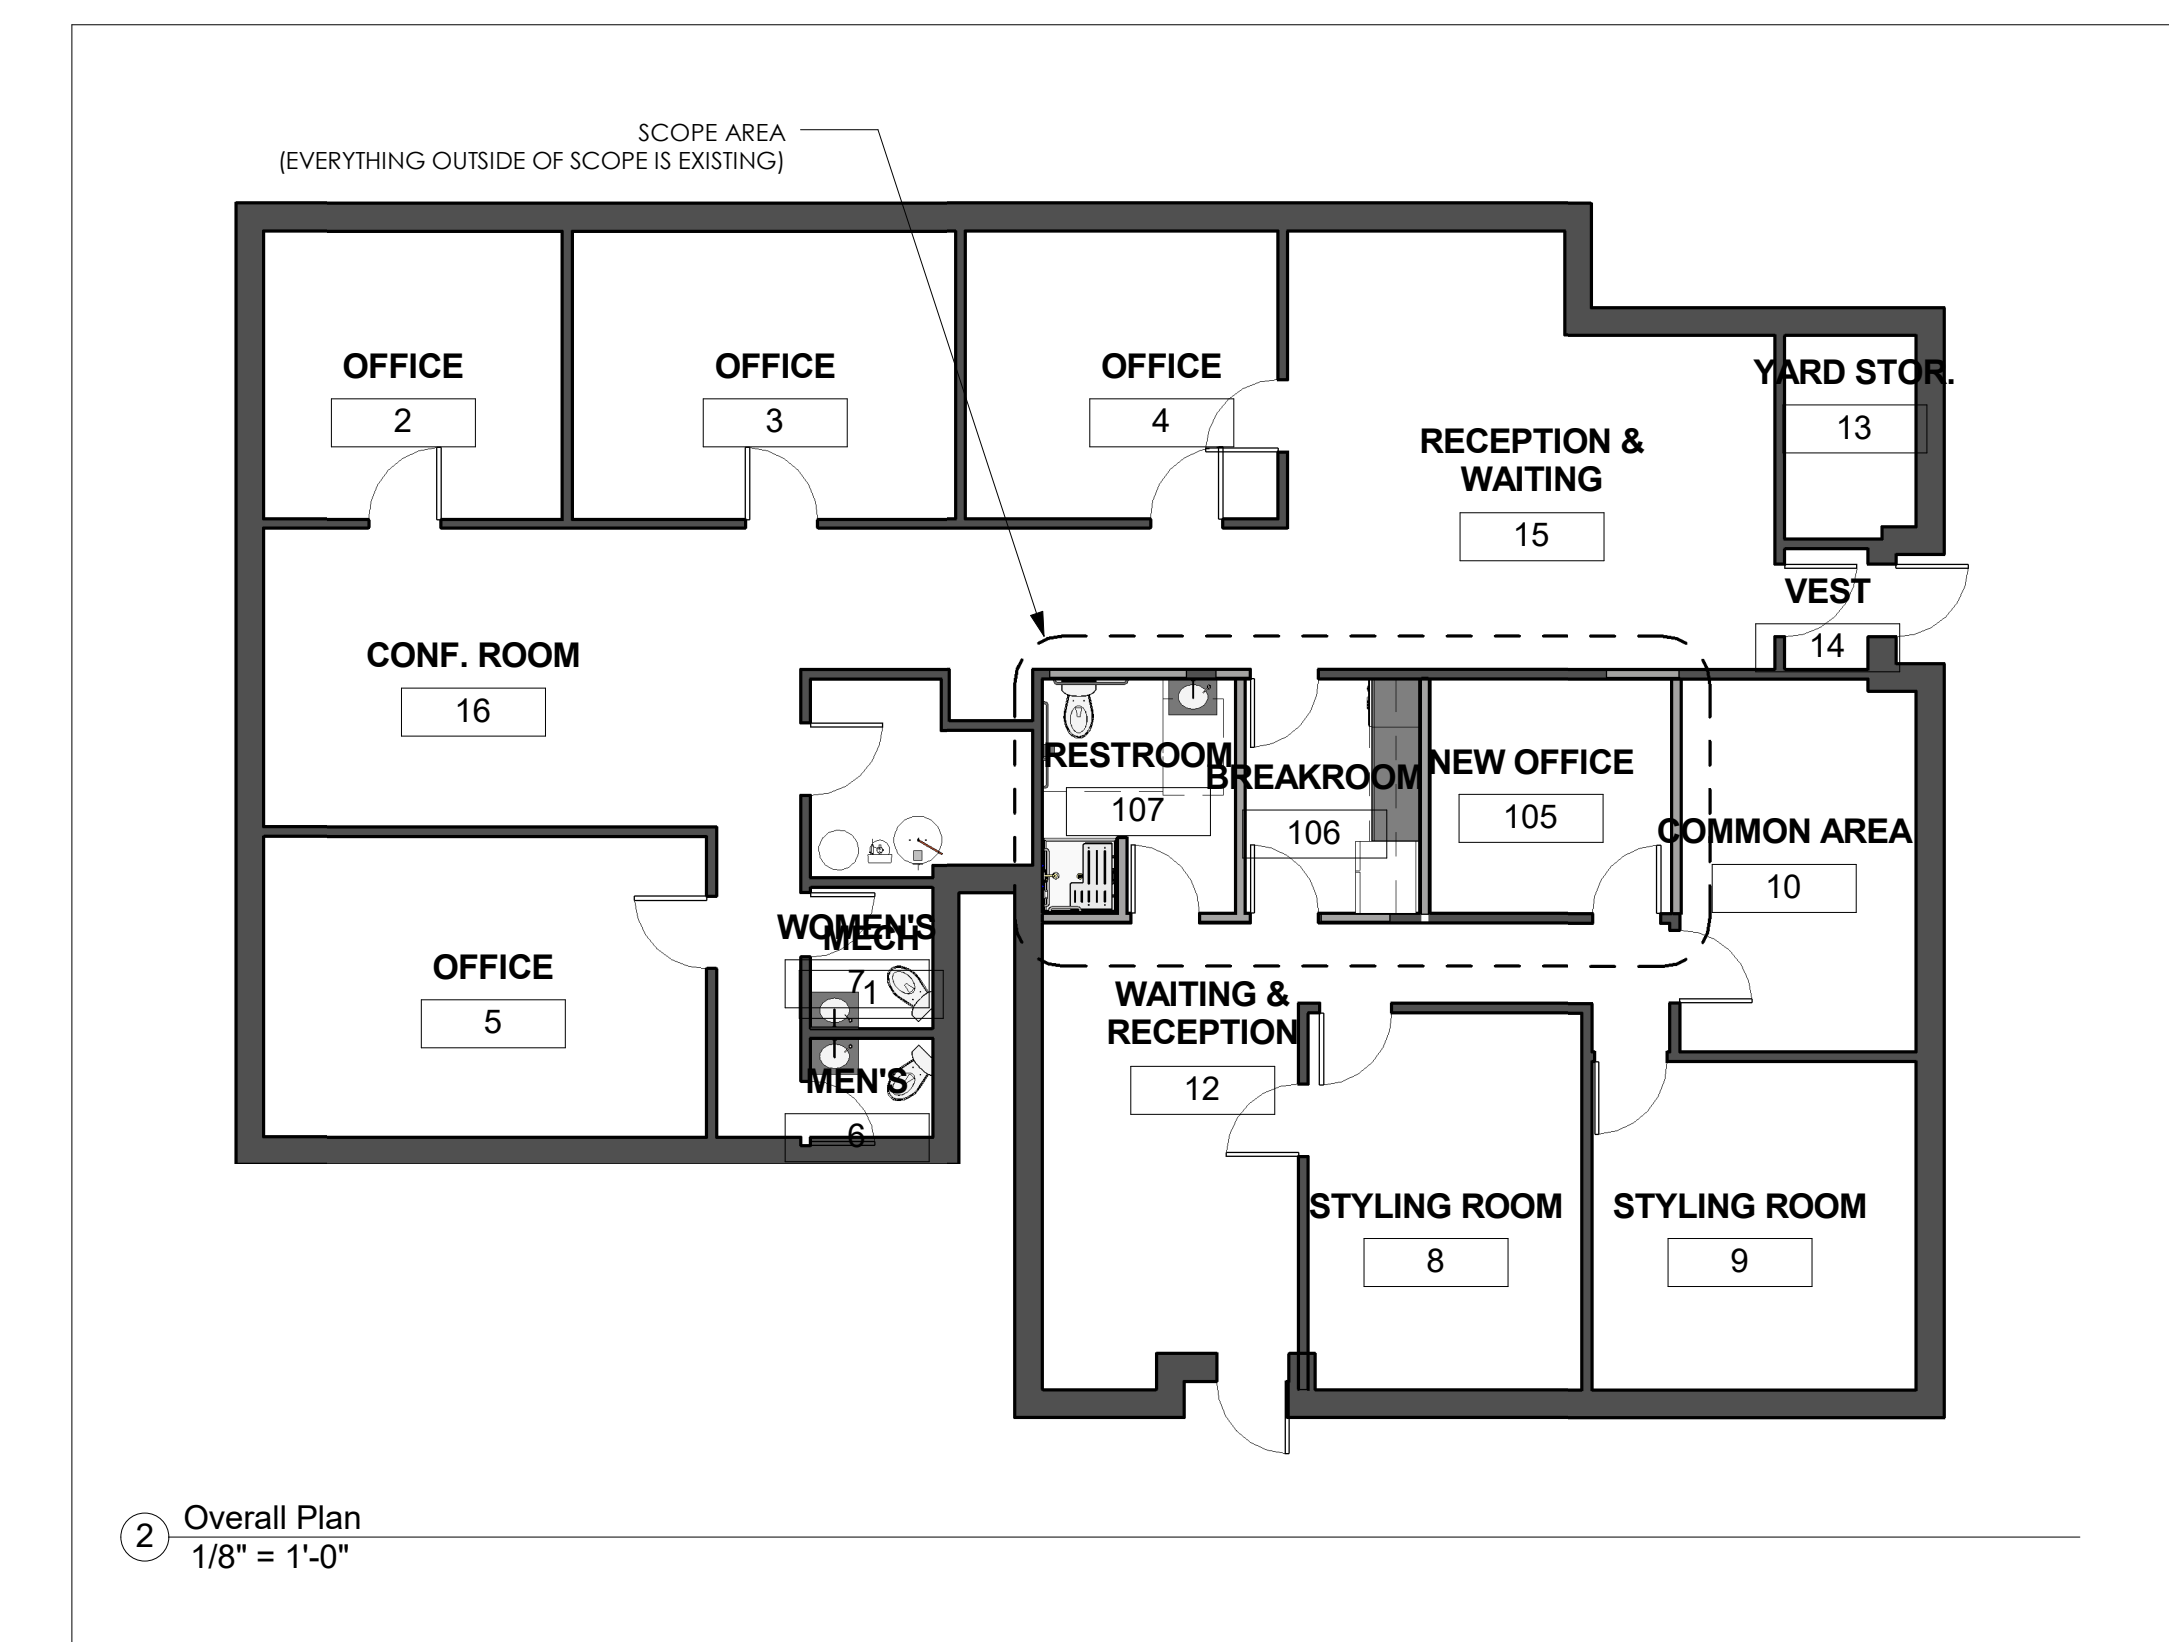 SCOPE AREA
(EVERYTHING OUTSIDE OF SCOPE IS EXISTING)
OFFICE
2
OFFICE
3
OFFICE
4
RECEPTION &
WAITING
15
YARD STOR.
13
VEST
14
CONF. ROOM
16
RESTROOM
107
BREAKROOM
106
NEW OFFICE
105
COMMON AREA
10
OFFICE
5
WOMEN'S
7
MECH
1
MEN'S
6
WAITING &
RECEPTION
12
STYLING ROOM
8
STYLING ROOM
9
2
Overall Plan
1/8" = 1'-0"